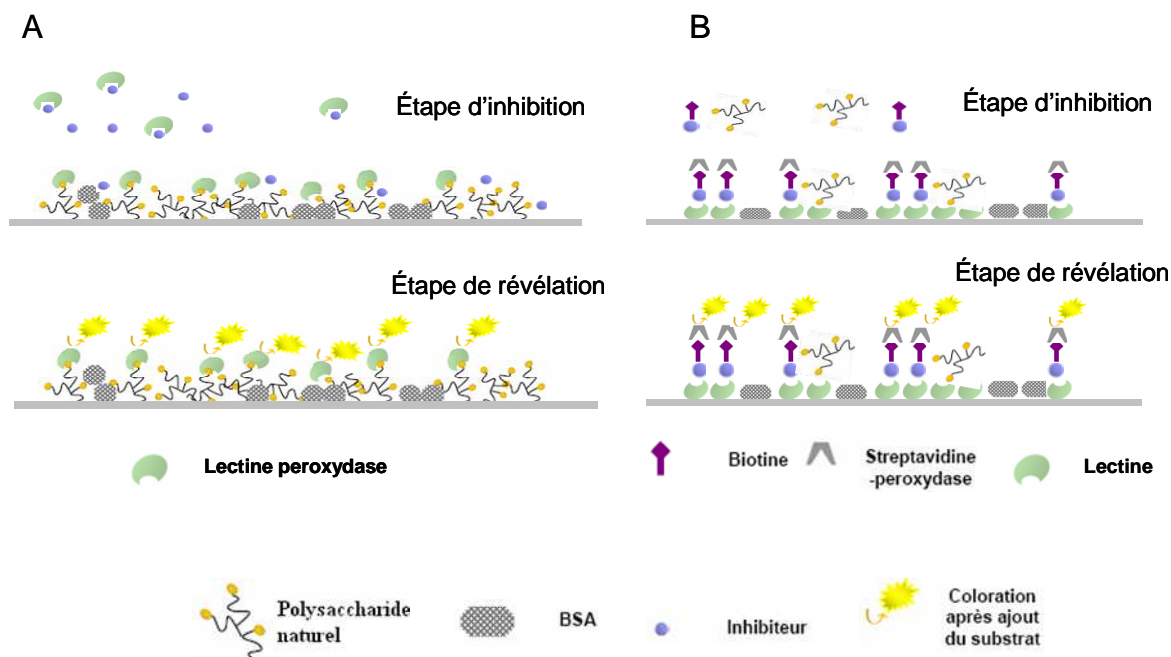 A
B
Étape d'inhibition
Étape d'inhibition
Étape de révélation
Étape de révélation
Lectine peroxydase
Biotine
Streptavidine
-peroxydase
Lectine
Polysaccharide
naturel
BSA
Inhibiteur
Coloration
après ajout
du substrat